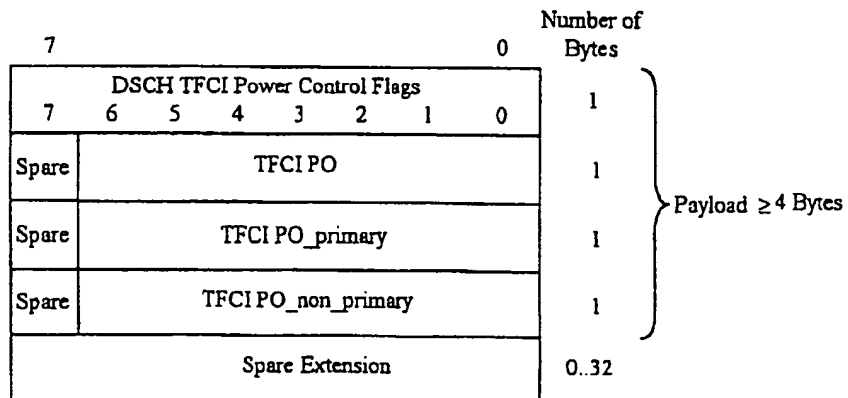 Number of
7 0 Bytes
DSCH TFCI Power Control Flags
7 6 5 4 3 2 1 0 1
Spare TFCI PO 1
Spare TFCI PO_primary 1
Payload ≥ 4 Bytes
Spare TFCI PO_non_primary 1
Spare Extension 0..32